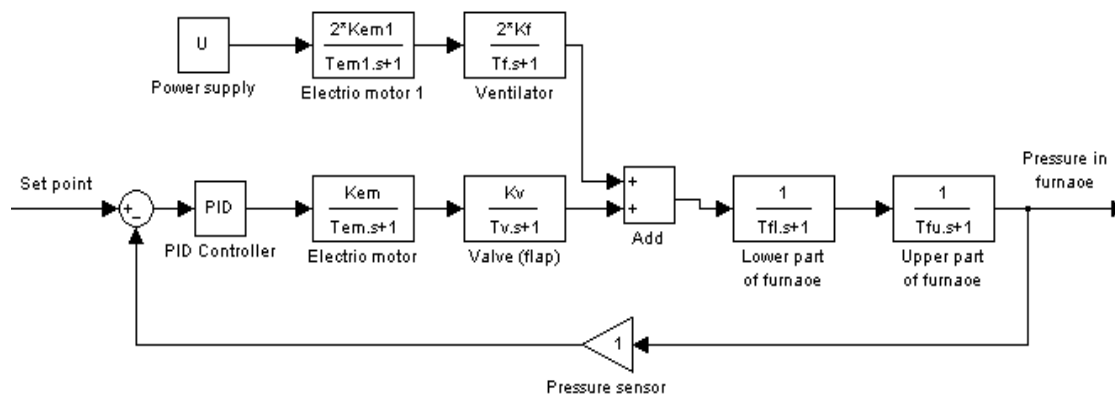 U
Power supply
2*Kem1
Tem1.s+1
Electrio motor 1
2*Kf
Tf.s+1
Ventilator
Set point
+
-
PID
PID Controller
Kem
Tem.s+1
Electrio motor
Kv
Tv.s+1
Valve (flap)
+
+
Add
1
Tfl.s+1
Lower part
of furnaoe
1
Tfu.s+1
Upper part
of furnaoe
Pressure in
furnaoe
1
Pressure sensor